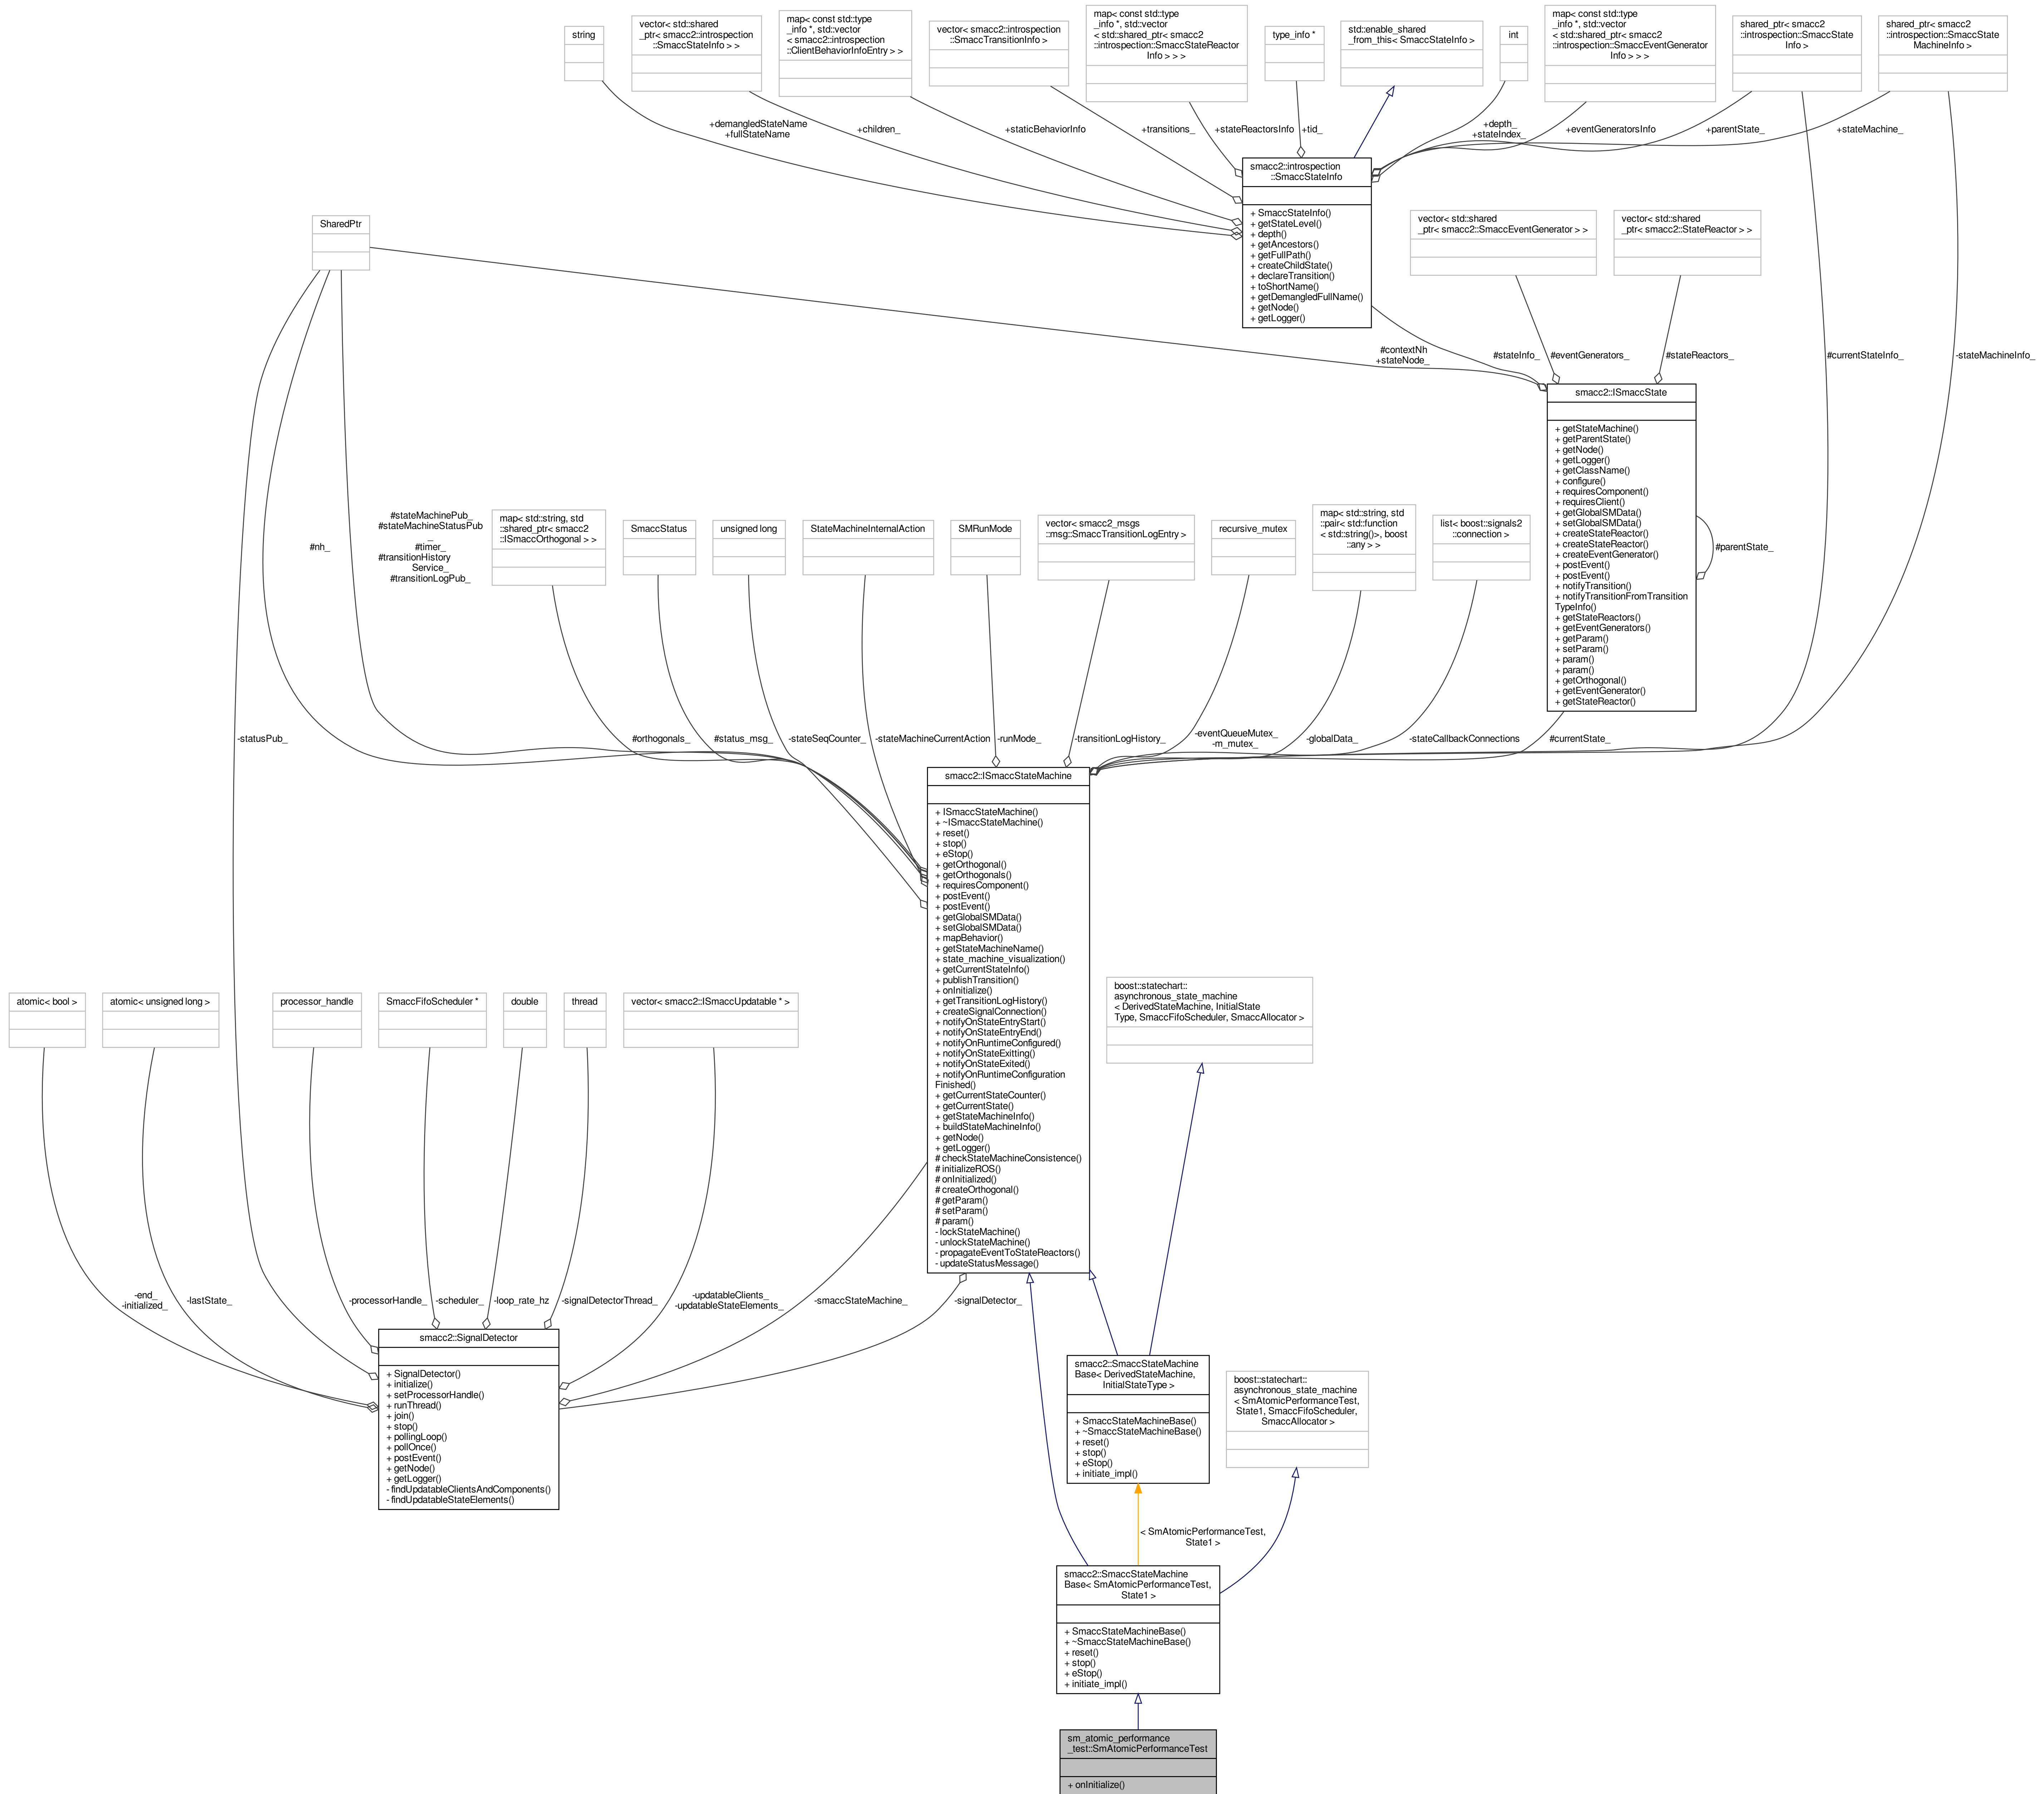 string
vector< std::shared
_ptr< smacc2::introspection
::SmaccStateInfo > >
map< const std::type
_info *, std::vector
< smacc2::introspection
::ClientBehaviorInfoEntry > >
vector< smacc2::introspection
::SmaccTransitionInfo >
map< const std::type
_info *, std::vector
< std::shared_ptr< smacc2
::introspection::SmaccStateReactor
Info > > >
type_info *
std::enable_shared
_from_this< SmaccStateInfo >
int
map< const std::type
_info *, std::vector
< std::shared_ptr< smacc2
::introspection::SmaccEventGenerator
Info > > >
shared_ptr< smacc2
::introspection::SmaccState
Info >
shared_ptr< smacc2
::introspection::SmaccState
MachineInfo >
+demangledStateName
+fullStateName
+children_
+staticBehaviorInfo
+transitions_
+stateReactorsInfo
+tid_
+depth_
+stateIndex_
+eventGeneratorsInfo
+parentState_
+stateMachine_
smacc2::introspection
::SmaccStateInfo
+ SmaccStateInfo()
+ getStateLevel()
+ depth()
+ getAncestors()
+ getFullPath()
+ createChildState()
+ declareTransition()
+ toShortName()
+ getDemangledFullName()
+ getNode()
+ getLogger()
SharedPtr
vector< std::shared
_ptr< smacc2::SmaccEventGenerator > >
vector< std::shared
_ptr< smacc2::StateReactor > >
#contextNh
+stateNode_
#stateInfo_
#eventGenerators_
#stateReactors_
#currentStateInfo_
-stateMachineInfo_
smacc2::ISmaccState
+ getStateMachine()
+ getParentState()
+ getNode()
+ getLogger()
+ getClassName()
+ configure()
+ requiresComponent()
+ requiresClient()
+ getGlobalSMData()
+ setGlobalSMData()
+ createStateReactor()
+ createStateReactor()
+ createEventGenerator()
+ postEvent()
+ postEvent()
+ notifyTransition()
+ notifyTransitionFromTransition
TypeInfo()
+ getStateReactors()
+ getEventGenerators()
+ getParam()
+ setParam()
+ param()
+ param()
+ getOrthogonal()
+ getEventGenerator()
+ getStateReactor()
#parentState_
#nh_
#stateMachinePub_
#stateMachineStatusPub
_
#timer_
#transitionHistory
Service_
#transitionLogPub_
map< std::string, std
::shared_ptr< smacc2
::ISmaccOrthogonal > >
SmaccStatus
unsigned long
StateMachineInternalAction
SMRunMode
vector< smacc2_msgs
::msg::SmaccTransitionLogEntry >
recursive_mutex
map< std::string, std
::pair< std::function
< std::string()>, boost
::any > >
list< boost::signals2
::connection >
-statusPub_
#orthogonals_
#status_msg_
-stateSeqCounter_
-stateMachineCurrentAction
-runMode_
-transitionLogHistory_
-eventQueueMutex_
-m_mutex_
-globalData_
-stateCallbackConnections
#currentState_
smacc2::ISmaccStateMachine
+ ISmaccStateMachine()
+ ~ISmaccStateMachine()
+ reset()
+ stop()
+ eStop()
+ getOrthogonal()
+ getOrthogonals()
+ requiresComponent()
+ postEvent()
+ postEvent()
+ getGlobalSMData()
+ setGlobalSMData()
+ mapBehavior()
+ getStateMachineName()
+ state_machine_visualization()
+ getCurrentStateInfo()
+ publishTransition()
+ onInitialize()
+ getTransitionLogHistory()
+ createSignalConnection()
+ notifyOnStateEntryStart()
+ notifyOnStateEntryEnd()
+ notifyOnRuntimeConfigured()
+ notifyOnStateExitting()
+ notifyOnStateExited()
+ notifyOnRuntimeConfiguration
Finished()
+ getCurrentStateCounter()
+ getCurrentState()
+ getStateMachineInfo()
+ buildStateMachineInfo()
+ getNode()
+ getLogger()
# checkStateMachineConsistence()
# initializeROS()
# onInitialized()
# createOrthogonal()
# getParam()
# setParam()
# param()
- lockStateMachine()
- unlockStateMachine()
- propagateEventToStateReactors()
- updateStatusMessage()
atomic< bool >
atomic< unsigned long >
processor_handle
SmaccFifoScheduler *
double
thread
vector< smacc2::ISmaccUpdatable * >
boost::statechart::
asynchronous_state_machine
< DerivedStateMachine, InitialState
Type, SmaccFifoScheduler, SmaccAllocator >
-end_
-initialized_
-lastState_
-processorHandle_
-scheduler_
-loop_rate_hz
-signalDetectorThread_
-updatableClients_
-updatableStateElements_
-smaccStateMachine_
-signalDetector_
smacc2::SignalDetector
+ SignalDetector()
+ initialize()
+ setProcessorHandle()
+ runThread()
+ join()
+ stop()
+ pollingLoop()
+ pollOnce()
+ postEvent()
+ getNode()
+ getLogger()
- findUpdatableClientsAndComponents()
- findUpdatableStateElements()
smacc2::SmaccStateMachine
Base< DerivedStateMachine,
InitialStateType >
+ SmaccStateMachineBase()
+ ~SmaccStateMachineBase()
+ reset()
+ stop()
+ eStop()
+ initiate_impl()
boost::statechart::
asynchronous_state_machine
< SmAtomicPerformanceTest,
State1, SmaccFifoScheduler,
SmaccAllocator >
< SmAtomicPerformanceTest,
State1 >
smacc2::SmaccStateMachine
Base< SmAtomicPerformanceTest,
State1 >
+ SmaccStateMachineBase()
+ ~SmaccStateMachineBase()
+ reset()
+ stop()
+ eStop()
+ initiate_impl()
sm_atomic_performance
_test::SmAtomicPerformanceTest
+ onInitialize()